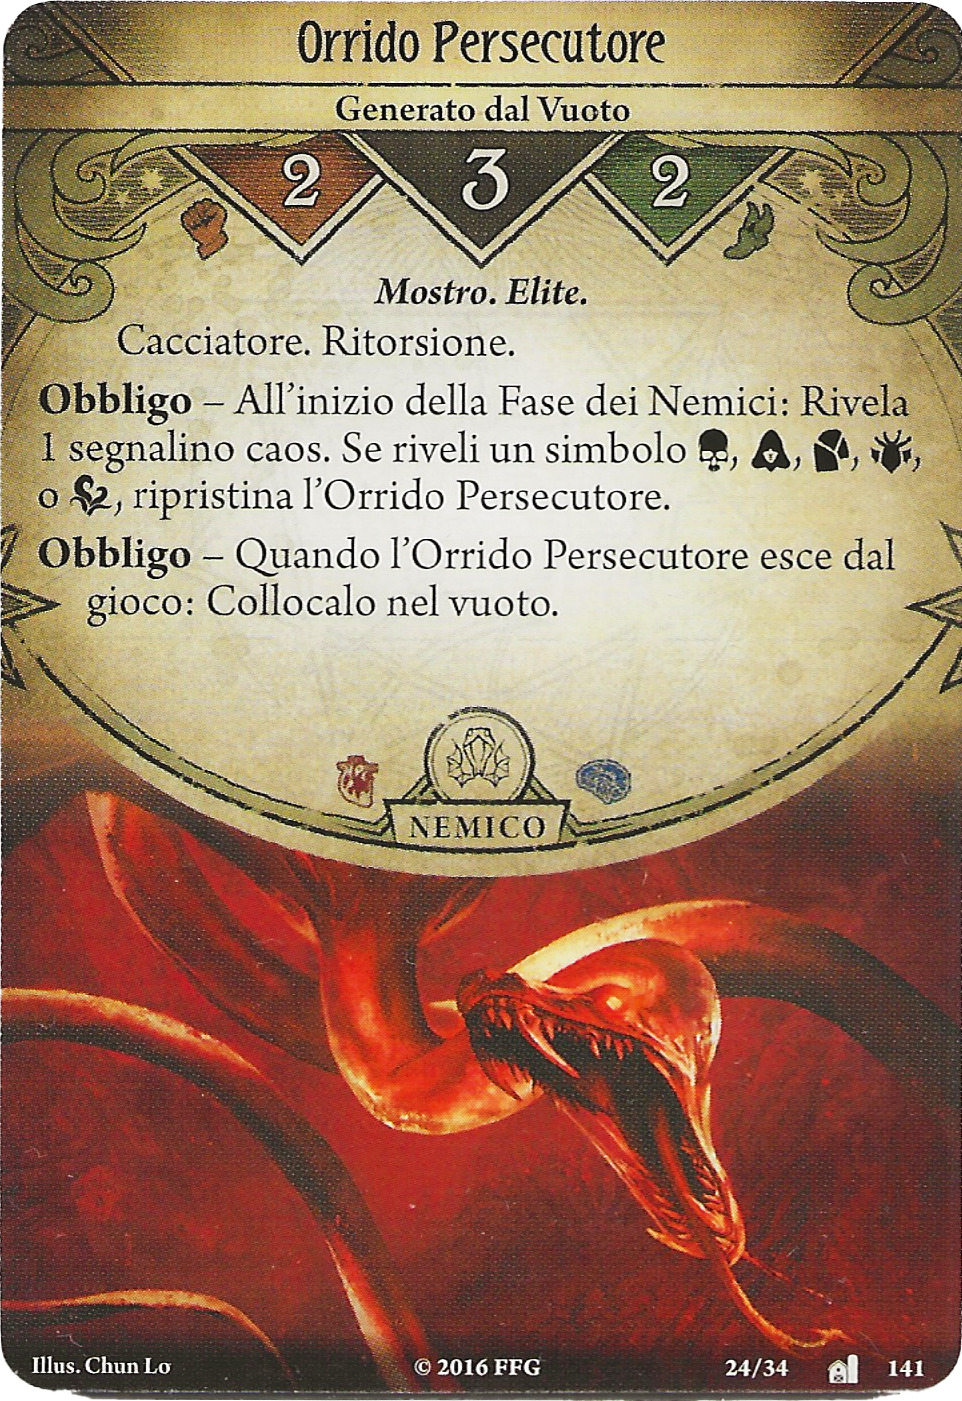 Orrido Persecutore
Generato dal Vuoto
2 3 2
Mostro. Elite.
Cacciatore. Ritorsione.
Obbligo – All'inizio della Fase dei Nemici: Rivela
1 segnalino caos. Se riveli un simbolo , , , ,
o , ripristina l'Orrido Persecutore.
Obbligo – Quando l'Orrido Persecutore esce dal
gioco: Collocalo nel vuoto.
NEMICO
Illus. Chun Lo © 2016 FFG 24/34 141